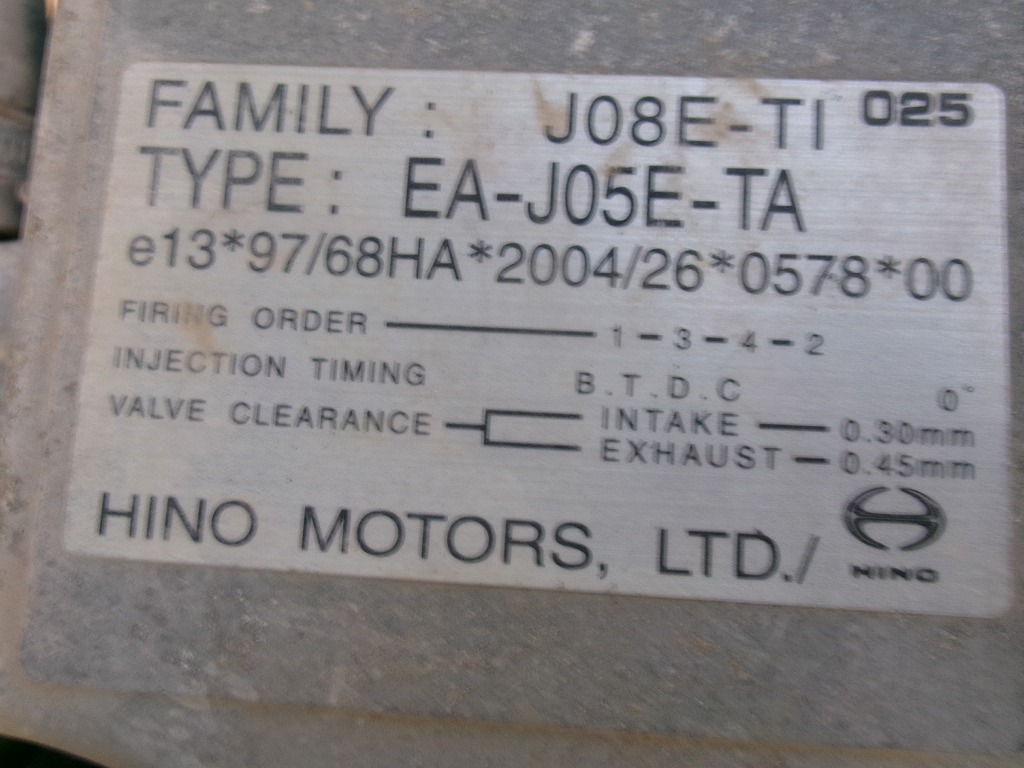 FAMILY : J08E-TI 025
TYPE : EA-J05E-TA
e13*97/68HA*2004/26*0578*00
FIRING ORDER 1-3-4-2
INJECTION TIMING B.T.D.C 0°
VALVE CLEARANCE INTAKE 0.30mm
EXHAUST 0.45mm
HINO MOTORS, LTD./
HINO